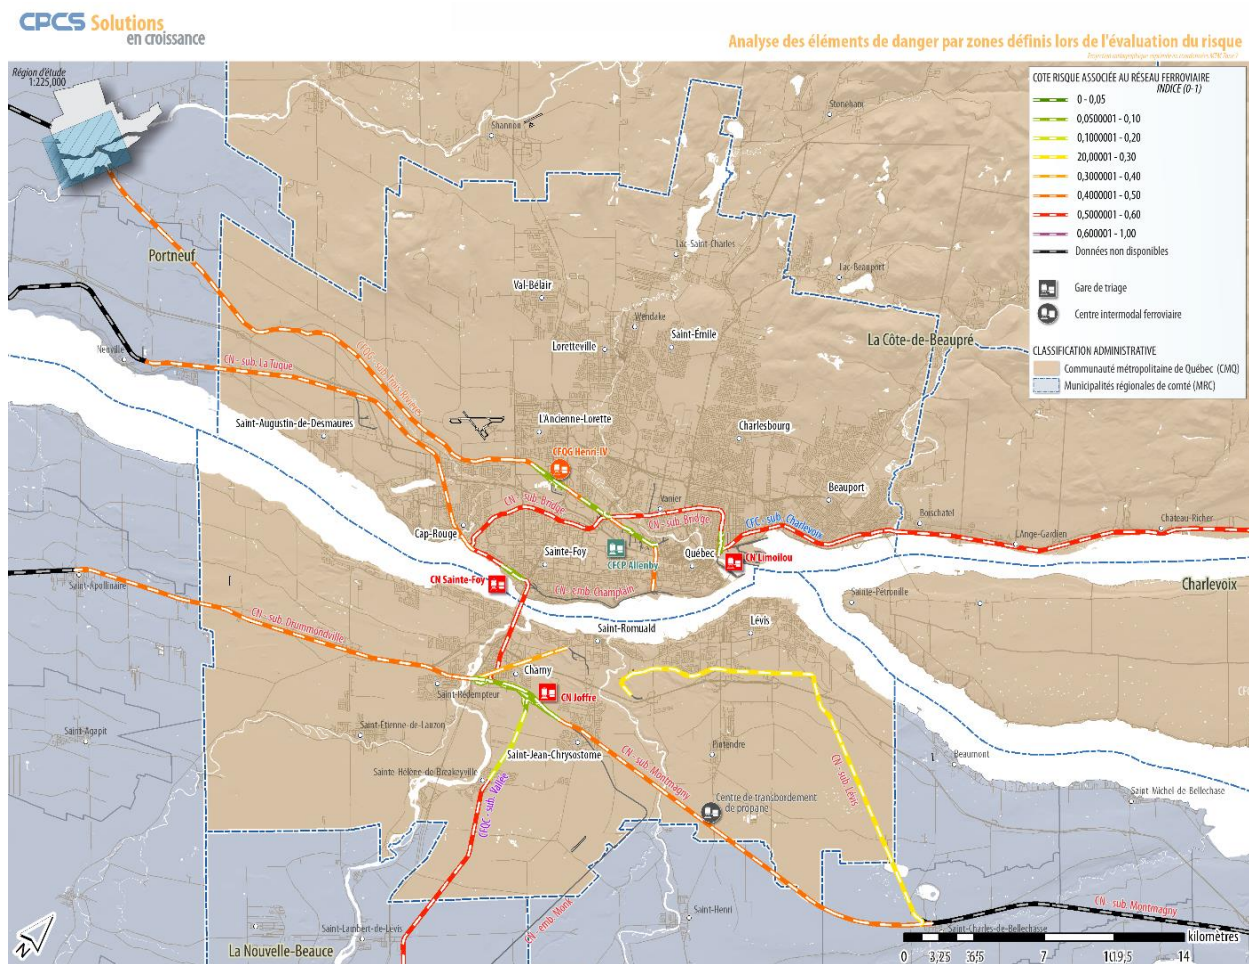 CPCS Solutions
en croissance
Analyse des éléments de danger par zones définis lors de l'évaluation du risque
Région d'étude
1:225,000
COTE RISQUE ASSOCIÉE AU RÉSEAU FERROVIAIRE
INDICE (0-1)
0 - 0,05
0,0500001 - 0,10
0,1000001 - 0,20
20,00001 - 0,30
0,3000001 - 0,40
0,4000001 - 0,50
0,5000001 - 0,60
0,600001 - 1,00
Données non disponibles
Gare de triage
Centre intermodal ferroviaire
CLASSIFICATION ADMINISTRATIVE
Communauté métropolitaine de Québec (CMQ)
Municipalités régionales de comté (MRC)
Stoneham
Shannon
Portneuf
Lac-Saint-Charles
Lac-Beauport
Val-Bélair
Wendake
Saint-Émile
Loretteville
La Côte-de-Beaupré
Neuville
CN - sub. La Tuque
CFQG - sub. Trois-Rivières
Saint-Augustin-de-Desmaures
L'Ancienne-Lorette
Charlesbourg
CFQG Henri-IV
Beauport
CN - sub. Bridge
Vanier
CN - sub. Bridge
CFC - sub. Charlevoix
Boischatel
L'Ange-Gardien
Château-Richer
Cap-Rouge
Sainte-Foy
CFCP Allenby
Québec
CN Limoilou
CN Sainte-Foy
CN - emb. Champlain
Charlevoix
Saint-Apollinaire
Sainte-Pétronille
CN - sub. Drummondville
Saint-Romuald
Lévis
Charny
Saint-Rédempteur
CN Joffre
Saint-Étienne-de-Lauzon
Saint-Agapit
Saint-Jean-Chrysostome
Pintendre
Beaumont
Sainte-Hélène-de-Breakeyville
CFQC - sub. Vallée
CN - sub. Montmagny
CN - sub. Lévis
Saint Michel de Bellechasse
Centre de transbordement
de propane
Saint-Henri
CN - emb. Monk
CN - sub. Montmagny
Saint-Lambert-de-Lévis
Saint-Charles-de-Bellechasse
La Nouvelle-Beauce
N
kilomètres
0 3,25 6,5 7 10,5 14